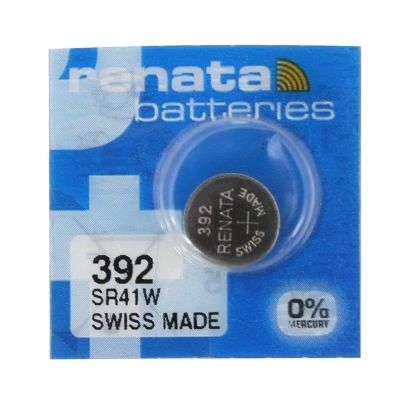 renata
batteries
392
RENATA
+
SWISS MADE
392
SR41W
SWISS MADE
0%
MERCURY